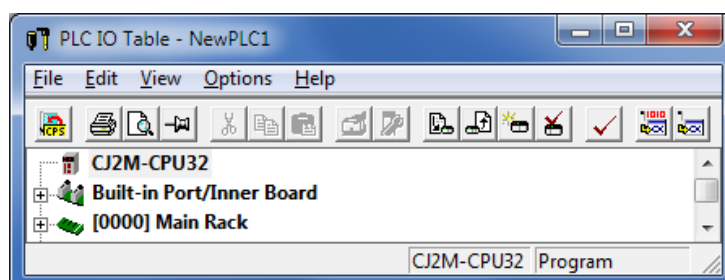 PLC IO Table - NewPLC1
File Edit View Options Help
CPS 1010
CJ2M-CPU32
Built-in Port/Inner Board
[0000] Main Rack
CJ2M-CPU32 Program